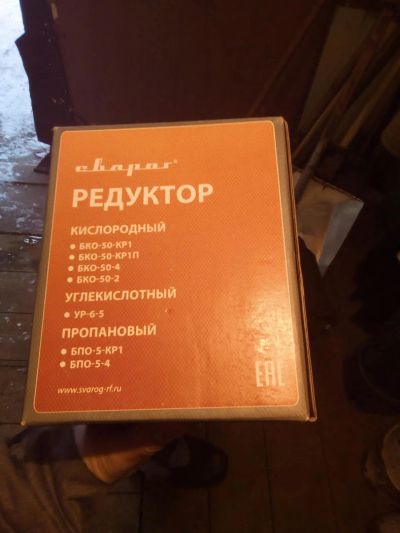 сварог®
РЕДУКТОР
КИСЛОРОДНЫЙ
• БКО-50-КР1
• БКО-50-КР1П
• БКО-50-4
• БКО-50-2
УГЛЕКИСЛОТНЫЙ
• УР-6-5
ПРОПАНОВЫЙ
• БПО-5-КР1
• БПО-5-4
www.svarog-rf.ru
EAC